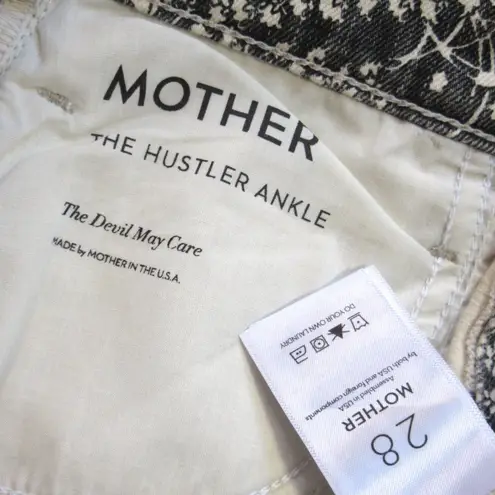 MOTHER
THE HUSTLER ANKLE
The Devil May Care
MADE by MOTHER IN THE U.S.A.
28
MOTHER
Assembled in USA
by both USA and foreign components
DO YOUR OWN LAUNDRY